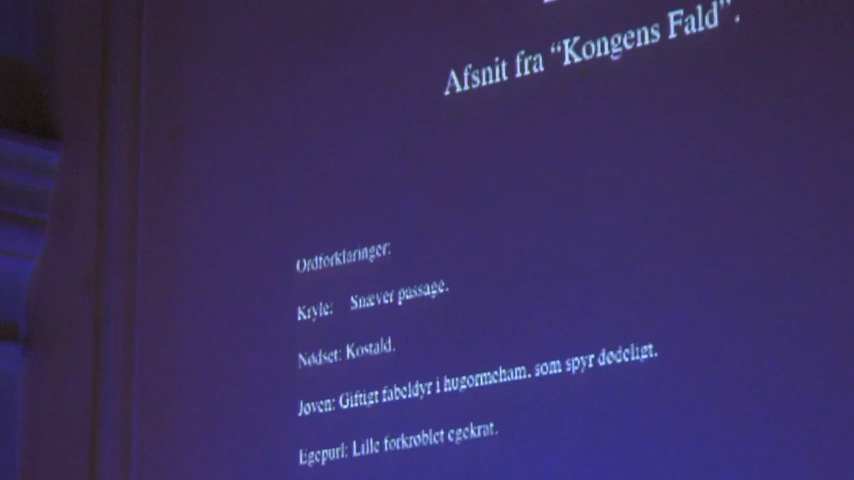 Afsnit fra “Kongens Fald”.
Ordforklaringer:
Kryle: Snæver passage.
Nødset: Kostald.
Jøven: Giftigt fabeldyr i hugormeham, som spyr dødeligt.
Egepurl: Lille forkrøblet egekrat.